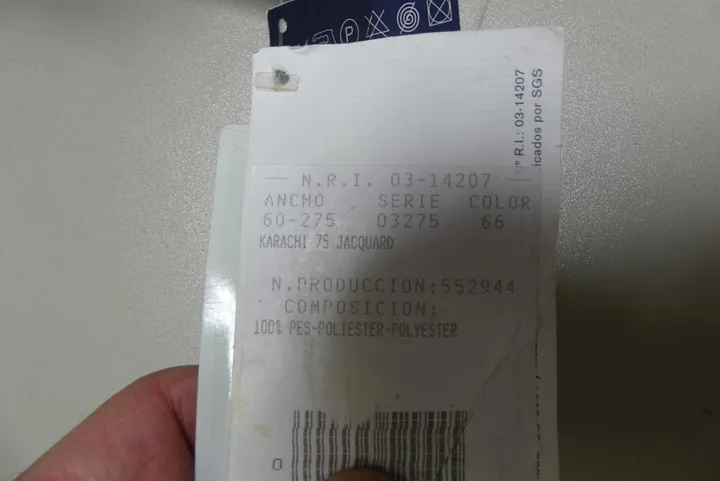 P
N.R.I. 03-14207
ANCHO SERIE COLOR
60-275 03275 66
KARACHI 75 JACQUARD
N.PRODUCCION:552944
COMPOSICION:
100% PES-POLIESTER-POLYESTER
0
º R.I.: 03-14207
icados por SGS